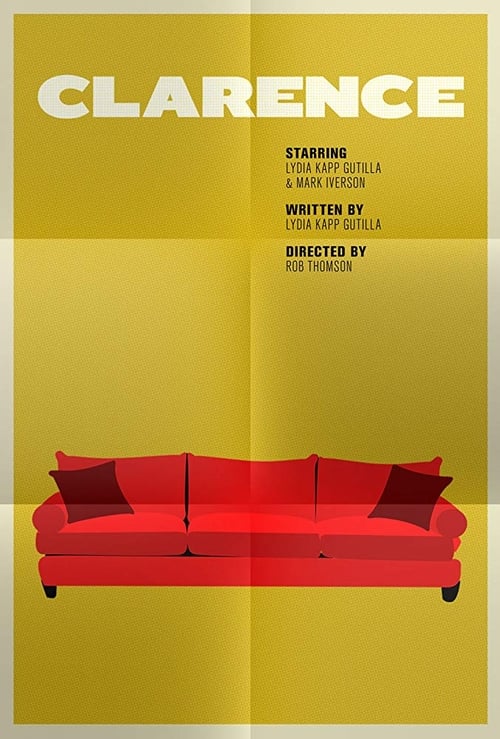 CLARENCE
STARRING
LYDIA KAPP GUTILLA
& MARK IVERSON
WRITTEN BY
LYDIA KAPP GUTILLA
DIRECTED BY
ROB THOMSON